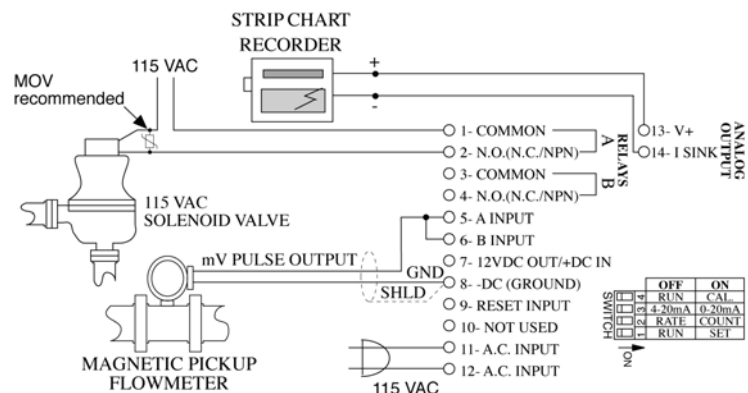 STRIP CHART
RECORDER
115 VAC
MOV
recommended
+
-
1- COMMON
2- N.O.(N.C./NPN)
3- COMMON
4- N.O.(N.C./NPN)
5- A INPUT
6- B INPUT
7- 12VDC OUT/+DC IN
8- -DC (GROUND)
9- RESET INPUT
10- NOT USED
11- A.C. INPUT
12- A.C. INPUT
A
B
RELAYS
13- V+
14- I SINK
ANALOG
OUTPUT
115 VAC
SOLENOID VALVE
mV PULSE OUTPUT
GND
SHLD
MAGNETIC PICKUP
FLOWMETER
115 VAC
SWITCH
OFF ON
4 RUN CAL.
3 4-20mA 0-20mA
2 RATE COUNT
1 RUN SET
ON